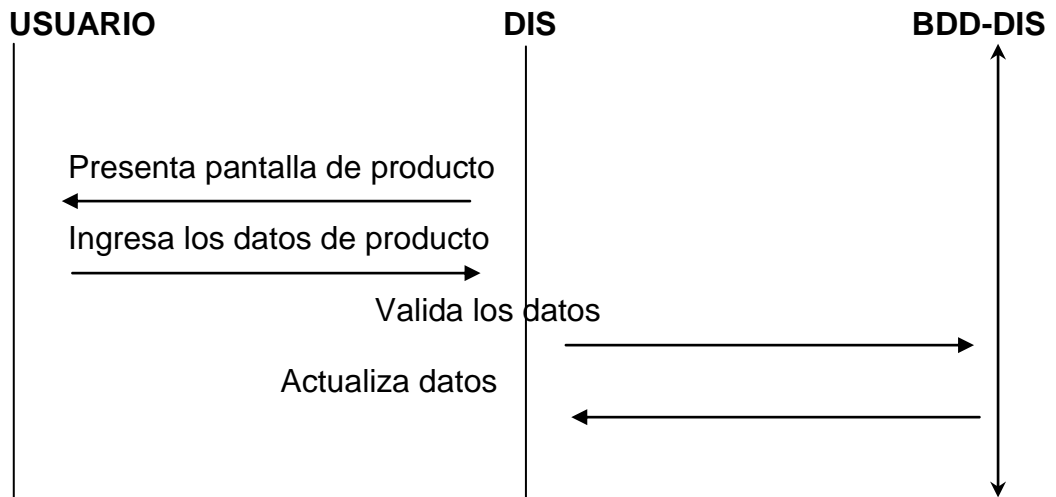 USUARIO DIS BDD-DIS
Presenta pantalla de producto
Ingresa los datos de producto
Valida los datos
Actualiza datos